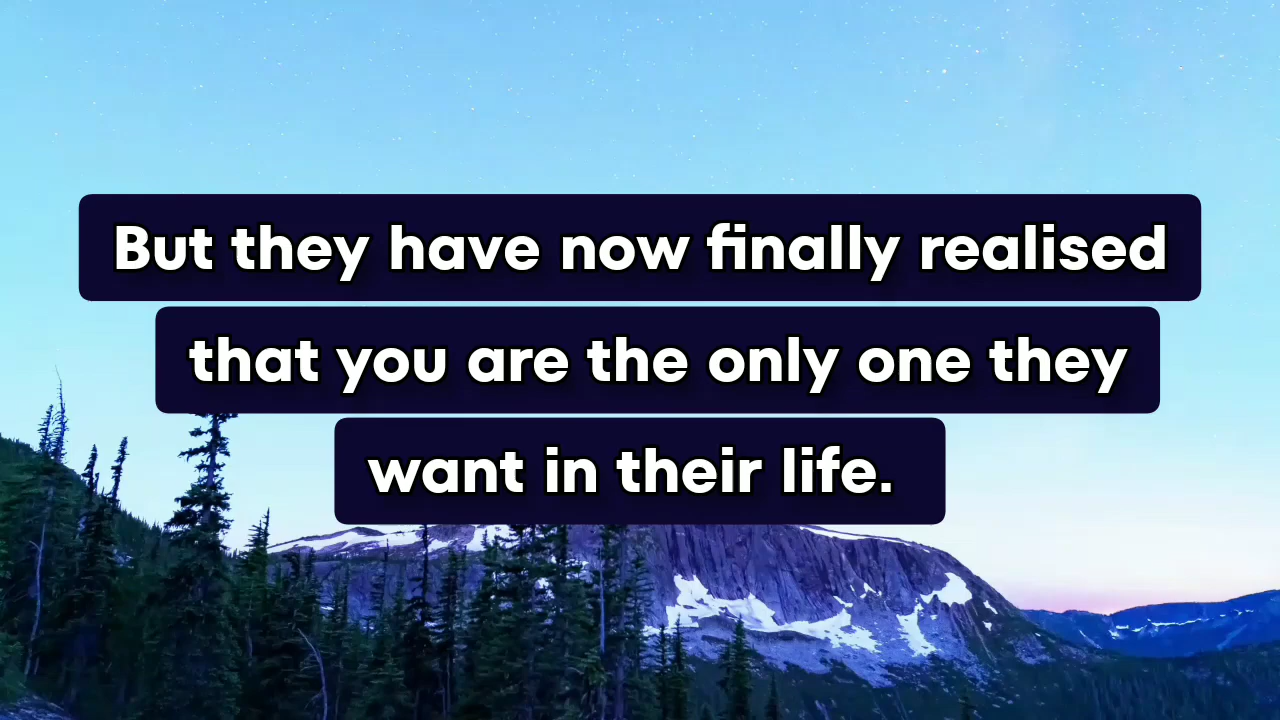 But they have now finally realised
that you are the only one they
want in their life.